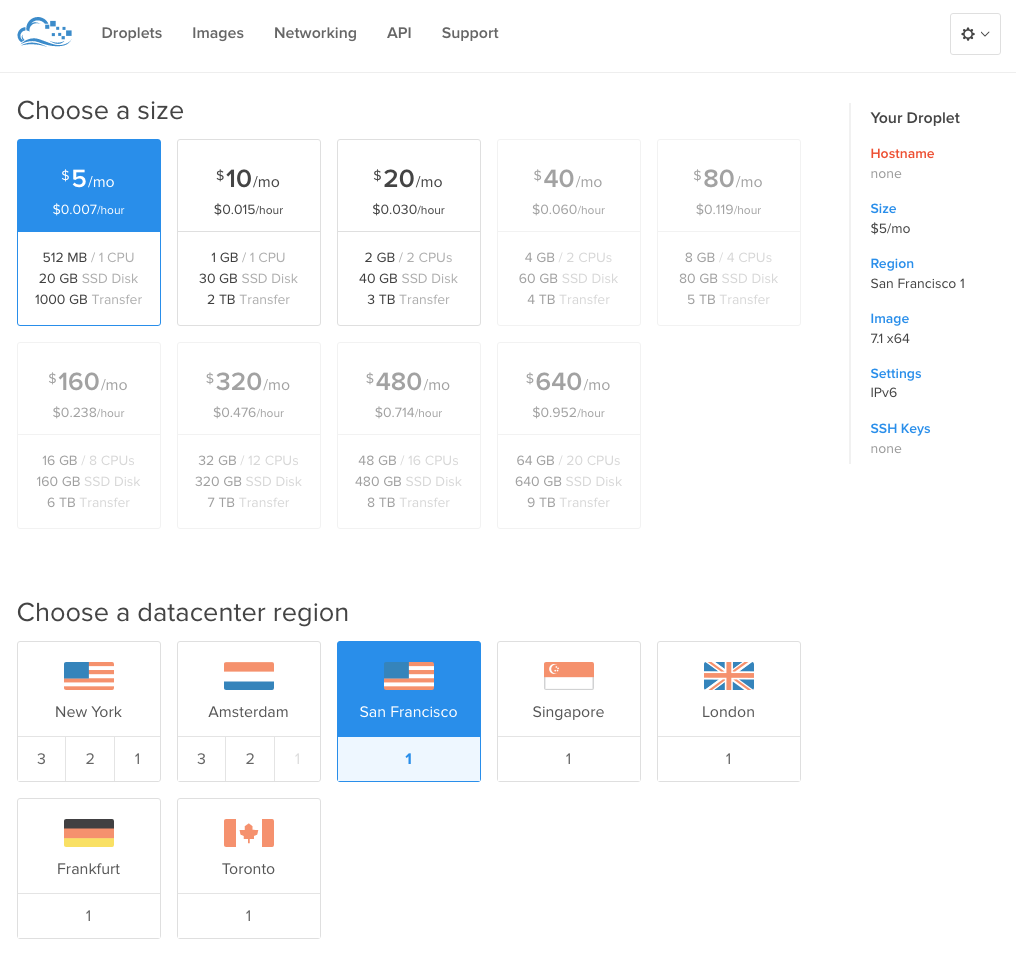 Droplets Images Networking API Support
Choose a size
$5/mo
$0.007/hour
512 MB / 1 CPU
20 GB SSD Disk
1000 GB Transfer
$10/mo
$0.015/hour
1 GB / 1 CPU
30 GB SSD Disk
2 TB Transfer
$20/mo
$0.030/hour
2 GB / 2 CPUs
40 GB SSD Disk
3 TB Transfer
$40/mo
$0.060/hour
4 GB / 2 CPUs
60 GB SSD Disk
4 TB Transfer
$80/mo
$0.119/hour
8 GB / 4 CPUs
80 GB SSD Disk
5 TB Transfer
$160/mo
$0.238/hour
16 GB / 8 CPUs
160 GB SSD Disk
6 TB Transfer
$320/mo
$0.476/hour
32 GB / 12 CPUs
320 GB SSD Disk
7 TB Transfer
$480/mo
$0.714/hour
48 GB / 16 CPUs
480 GB SSD Disk
8 TB Transfer
$640/mo
$0.952/hour
64 GB / 20 CPUs
640 GB SSD Disk
9 TB Transfer
Choose a datacenter region
New York
3 2 1
Amsterdam
3 2 1
San Francisco
1
Singapore
1
London
1
Frankfurt
1
Toronto
1
Your Droplet
Hostname
none
Size
$5/mo
Region
San Francisco 1
Image
7.1 x64
Settings
IPv6
SSH Keys
none